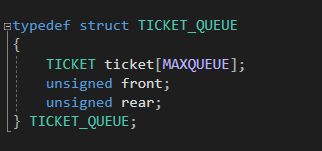 typedef struct TICKET_QUEUE
{
TICKET ticket[MAXQUEUE];
unsigned front;
unsigned rear;
} TICKET_QUEUE;